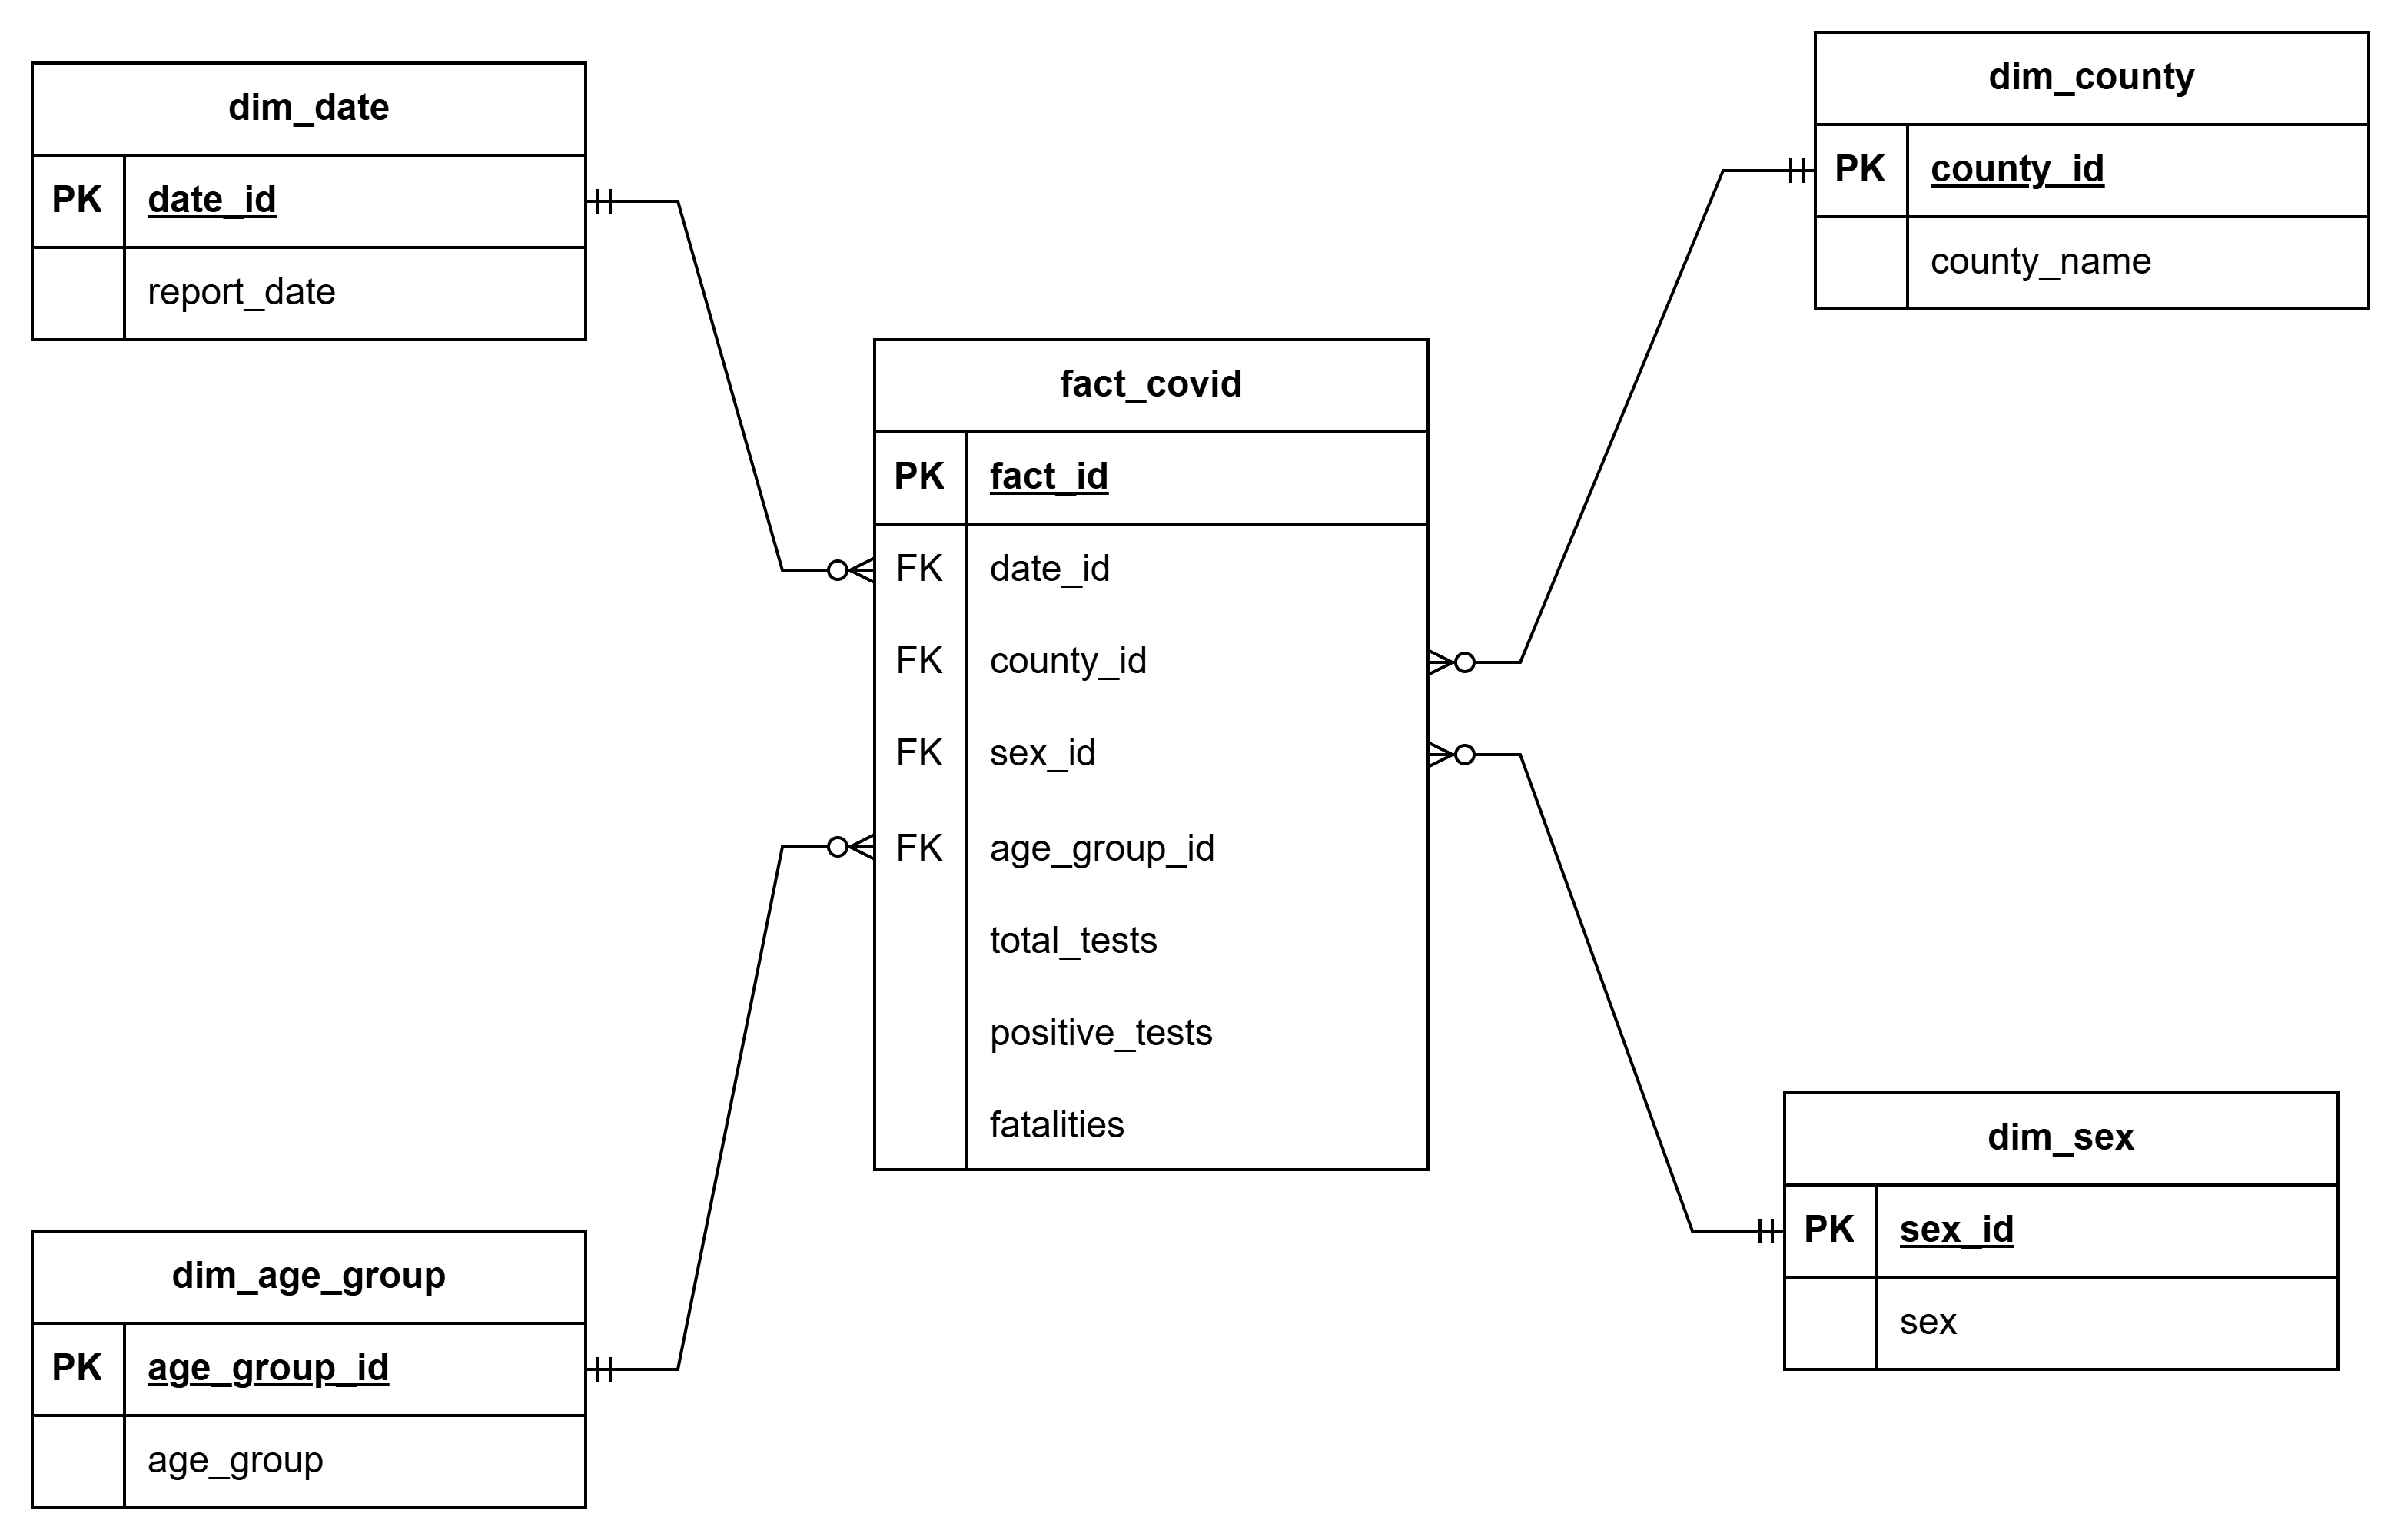 dim_date
PK date_id
report_date
dim_county
PK county_id
county_name
fact_covid
PK fact_id
FK date_id
FK county_id
FK sex_id
FK age_group_id
total_tests
positive_tests
fatalities
dim_age_group
PK age_group_id
age_group
dim_sex
PK sex_id
sex